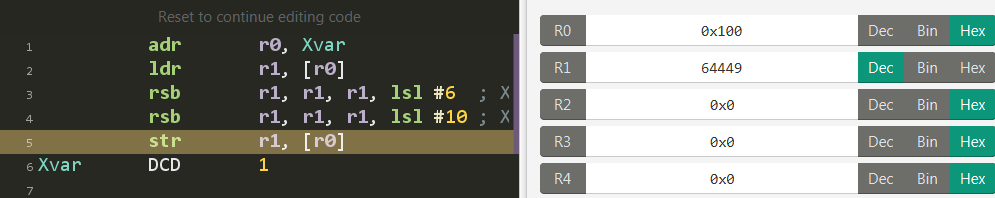 Reset to continue editing code
1 adr r0, Xvar
2 ldr r1, [r0]
3 rsb r1, r1, r1, lsl #6 ; X
4 rsb r1, r1, r1, lsl #10 ; X
5 str r1, [r0]
6 Xvar DCD 1
7
R0 0x100 Dec Bin Hex
R1 64449 Dec Bin Hex
R2 0x0 Dec Bin Hex
R3 0x0 Dec Bin Hex
R4 0x0 Dec Bin Hex